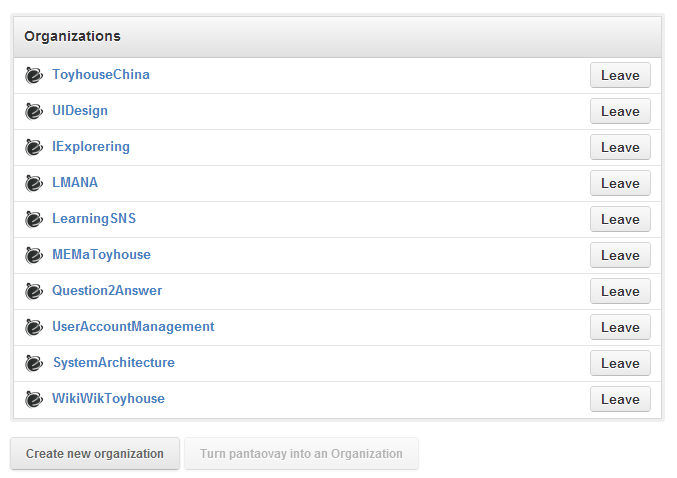 Organizations
ToyhouseChina Leave
UIDesign Leave
IExplorering Leave
LMANA Leave
LearningSNS Leave
MEMaToyhouse Leave
Question2Answer Leave
UserAccountManagement Leave
SystemArchitecture Leave
WikiWikToyhouse Leave
Create new organization Turn pantaovay into an Organization